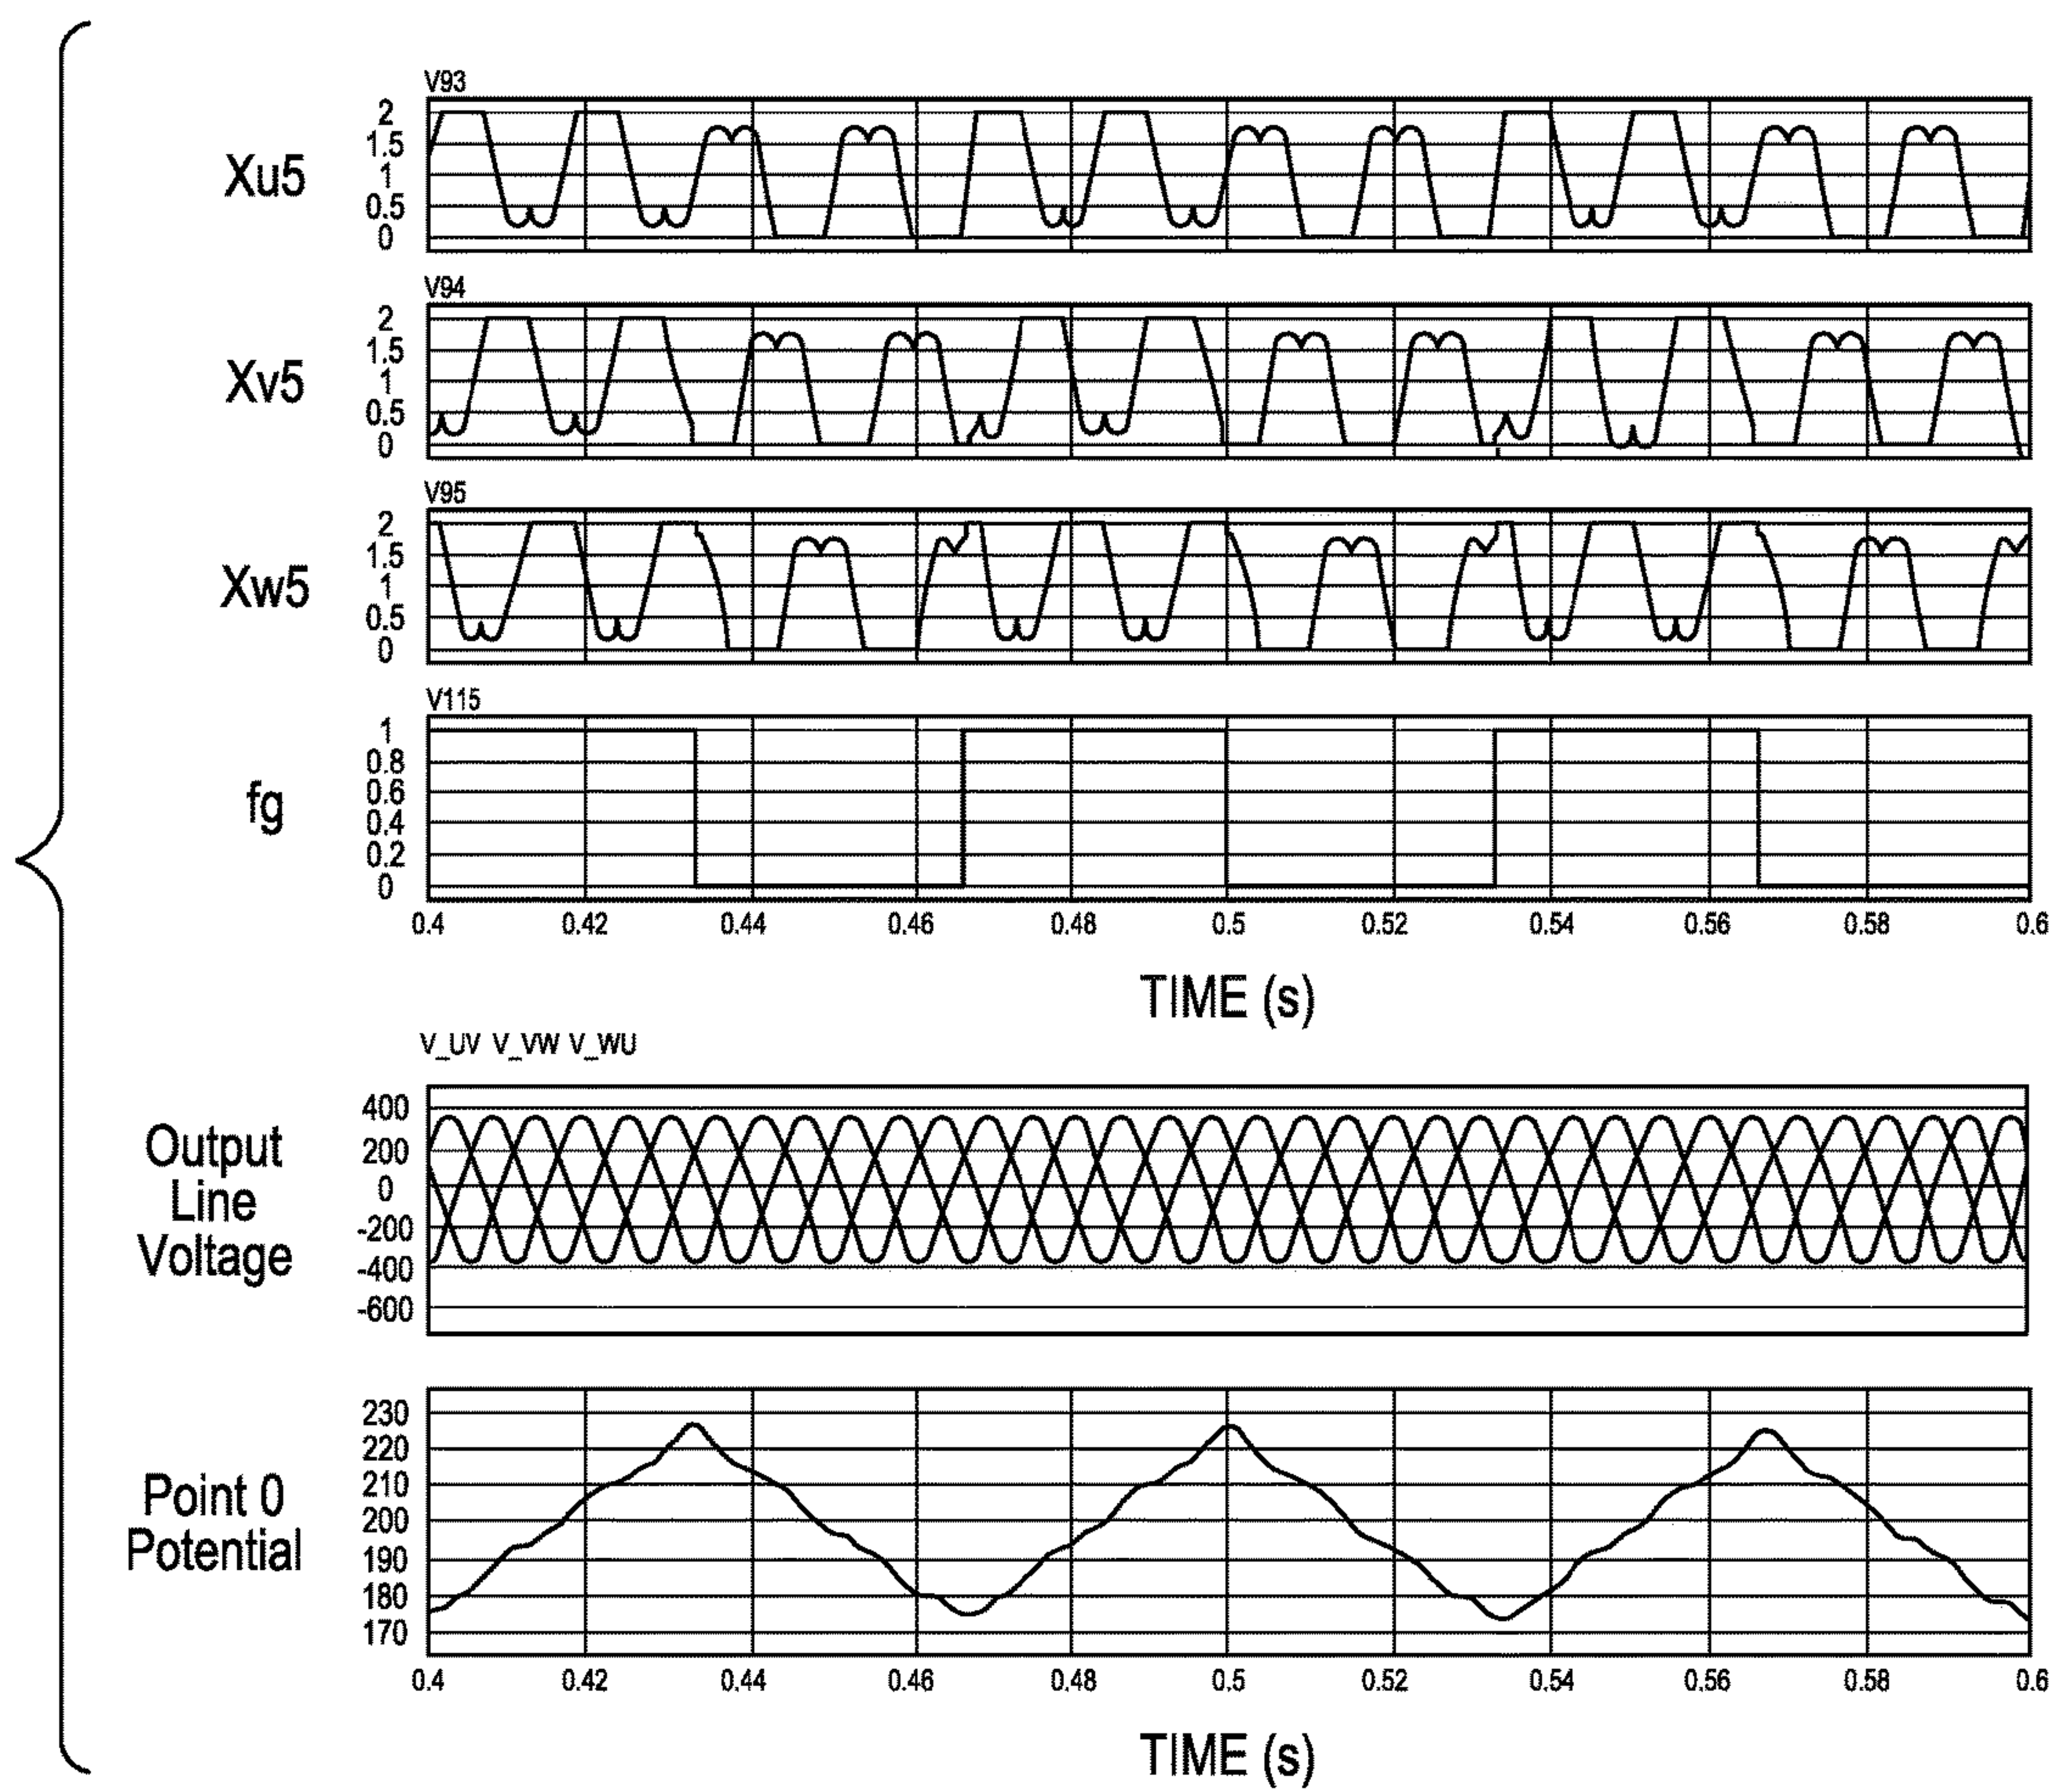 V93
Xu5
2
1.5
1
0.5
0
V94
Xv5
2
1.5
1
0.5
0
V95
Xw5
2
1.5
1
0.5
0
V115
fg
1
0.8
0.6
0.4
0.2
0
0.4 0.42 0.44 0.46 0.48 0.5 0.52 0.54 0.56 0.58 0.6
TIME (s)
V_UV V_VW V_WU
Output
Line
Voltage
400
200
0
-200
-400
-600
Point 0
Potential
230
220
210
200
190
180
170
0.4 0.42 0.44 0.46 0.48 0.5 0.52 0.54 0.56 0.58 0.6
TIME (s)